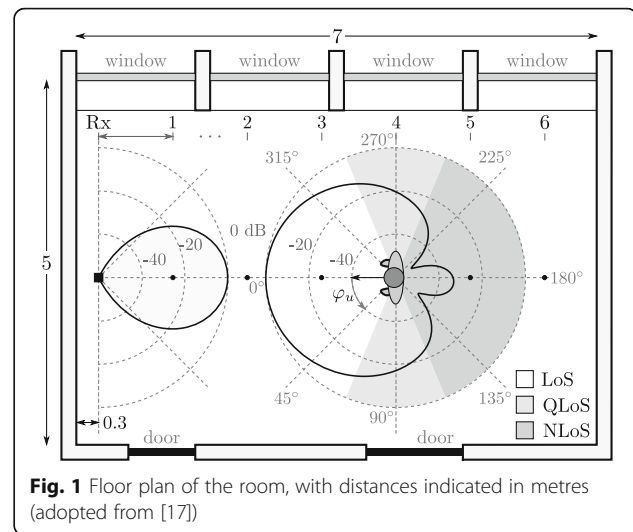 7
window window window window
Rx 1 ... 2 3 4 5 6
270°
315° 225°
0 dB
-20 -20
-40 -40
5
0° 180°
φu
LoS
45° 135° QLoS
0.3 90° NLoS
door door
Fig. 1 Floor plan of the room, with distances indicated in metres
(adopted from [17])